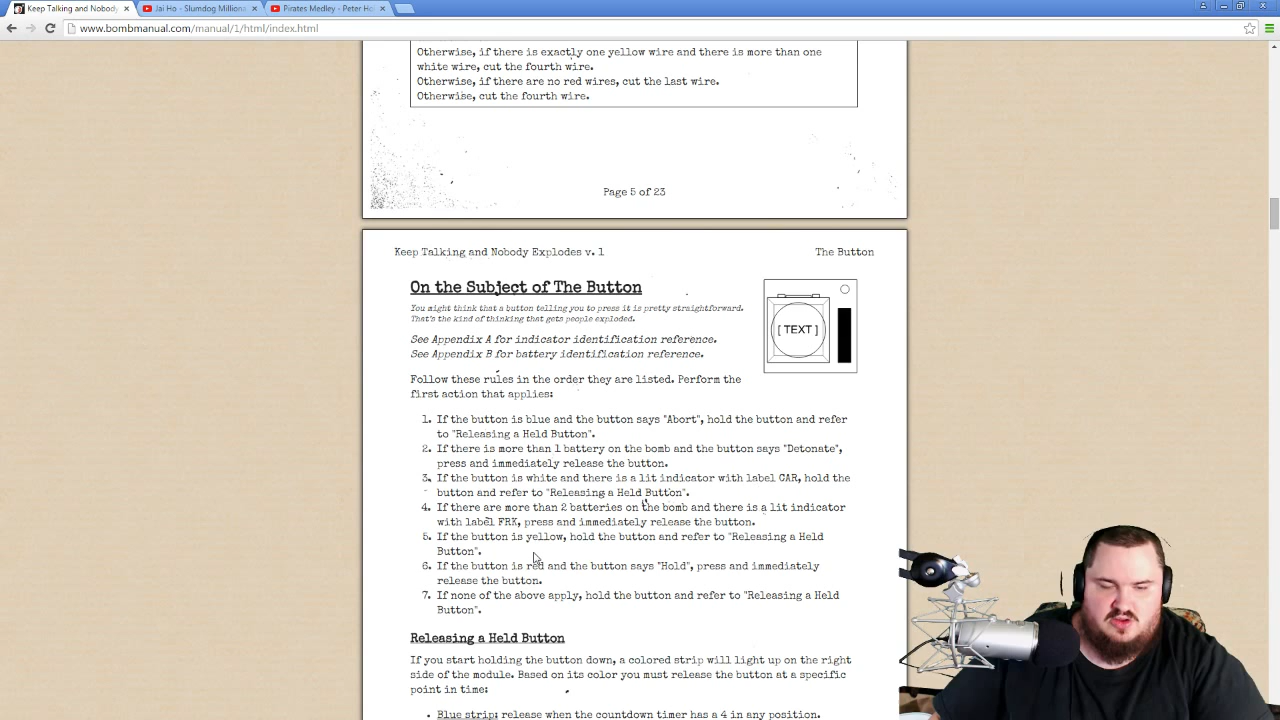 Keep Talking and Nobody
Jai Ho - Slumdog Million
Pirates Medley - Peter Ho
www.bombmanual.com/manual/1/html/index.html
Otherwise, if there is exactly one yellow wire and there is more than one
white wire, cut the fourth wire.
Otherwise, if there are no red wires, cut the last wire.
Otherwise, cut the fourth wire.
Page 5 of 23
Keep Talking and Nobody Explodes v. 1
The Button
On the Subject of The Button
You might think that a button telling you to press it is pretty straightforward.
That's the kind of thinking that gets people exploded.
See Appendix A for indicator identification reference.
See Appendix B for battery identification reference.
[ TEXT ]
Follow these rules in the order they are listed. Perform the
first action that applies:
1. If the button is blue and the button says "Abort", hold the button and refer
to "Releasing a Held Button".
2. If there is more than 1 battery on the bomb and the button says "Detonate",
press and immediately release the button.
3. If the button is white and there is a lit indicator with label CAR, hold the
button and refer to "Releasing a Held Button".
4. If there are more than 2 batteries on the bomb and there is a lit indicator
with label FRK, press and immediately release the button.
5. If the button is yellow, hold the button and refer to "Releasing a Held
Button".
6. If the button is red and the button says "Hold", press and immediately
release the button.
7. If none of the above apply, hold the button and refer to "Releasing a Held
Button".
Releasing a Held Button
If you start holding the button down, a colored strip will light up on the right
side of the module. Based on its color you must release the button at a specific
point in time:
• Blue strip: release when the countdown timer has a 4 in any position.